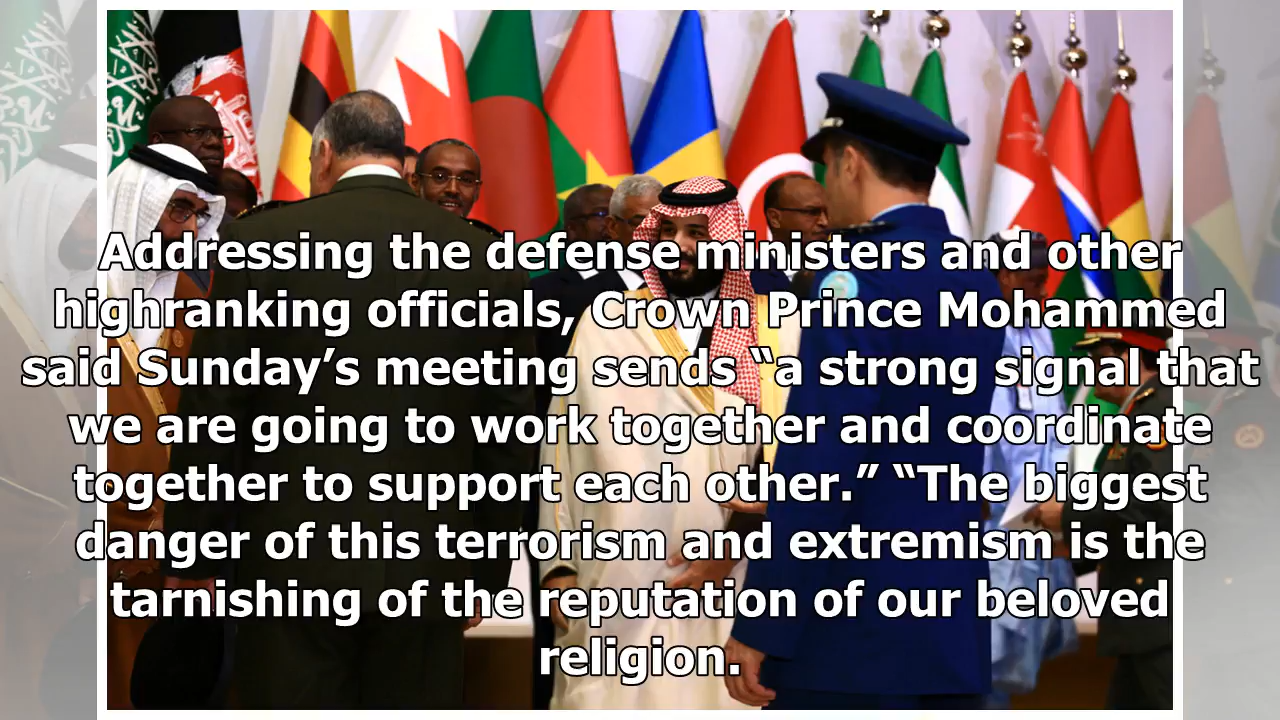 Addressing the defense ministers and other
highranking officials, Crown Prince Mohammed
said Sunday’s meeting sends “a strong signal that
we are going to work together and coordinate
together to support each other.” “The biggest
danger of this terrorism and extremism is the
tarnishing of the reputation of our beloved
religion.